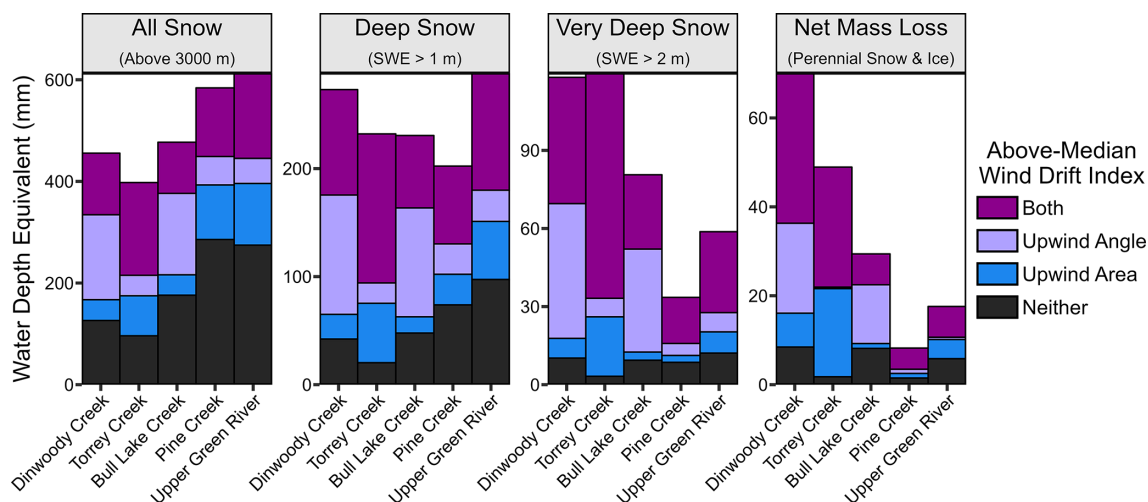 All Snow
(Above 3000 m)
Deep Snow
(SWE > 1 m)
Very Deep Snow
(SWE > 2 m)
Net Mass Loss
(Perennial Snow & Ice)
Water Depth Equivalent (mm)
600
400
200
0
200
100
0
90
60
30
0
60
40
20
0
Dinwoody Creek
Torrey Creek
Bull Lake Creek
Pine Creek
Upper Green River
Dinwoody Creek
Torrey Creek
Bull Lake Creek
Pine Creek
Upper Green River
Dinwoody Creek
Torrey Creek
Bull Lake Creek
Pine Creek
Upper Green River
Dinwoody Creek
Torrey Creek
Bull Lake Creek
Pine Creek
Upper Green River
Above-Median
Wind Drift Index
Both
Upwind Angle
Upwind Area
Neither